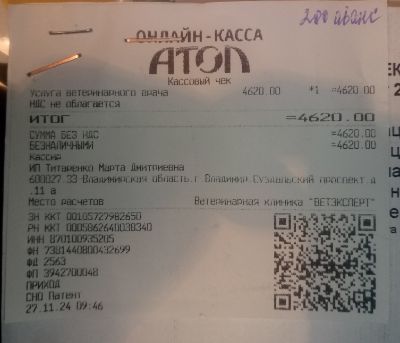 200 аванс
ОНЛАЙН-КАССА
АТОЛ
Кассовый чек
Услуга ветеринарного врача 4620.00 *1 =4620.00
НДС не облагается
ИТОГ =4620.00
СУММА БЕЗ НДС =4620.00
БЕЗНАЛИЧНЫМИ =4620.00
Кассир
ИП Титаренко Марта Дмитриевна
600027.33 Владимирская область.г.Владимир.Суздальский проспект.д
.11 а
Место расчетов Ветеринарная клиника "ВЕТЭКСПЕРТ"
ЗН ККТ 00105727982650
РН ККТ 0005862640038340
ИНН 870100935205
ФН 7381440800432699
ФД 2563
ФП 3942700048
ПРИХОД
СНО Патент
27.11.24 09:46